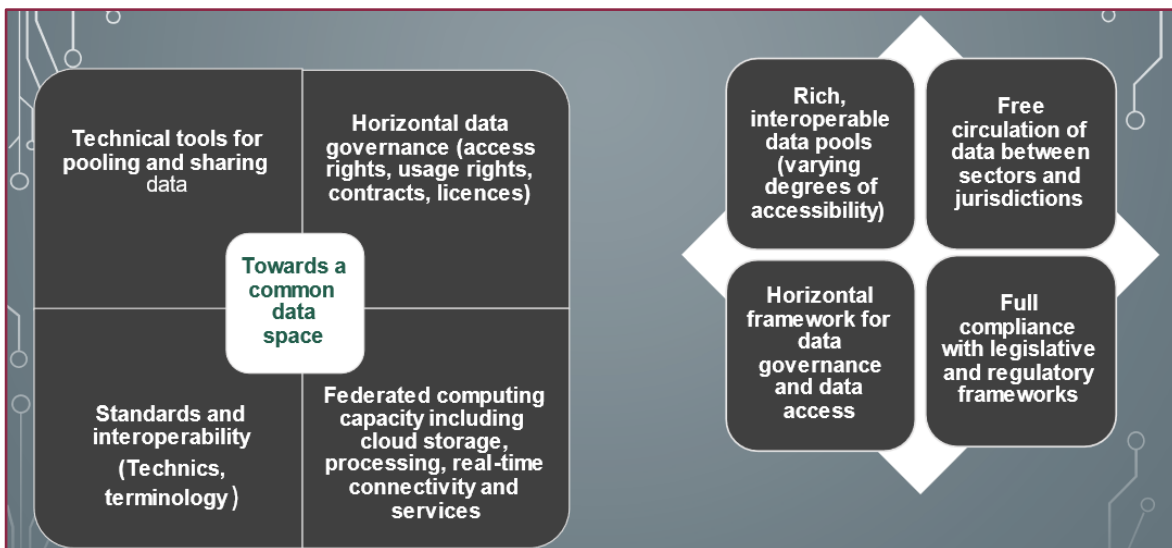 Technical tools for
pooling and sharing
data
Horizontal data
governance (access
rights, usage rights,
contracts, licences)
Towards a
common
data
space
Standards and
interoperability
(Technics,
terminology)
Federated computing
capacity including
cloud storage,
processing, real-time
connectivity and
services
Rich,
interoperable
data pools
(varying
degrees of
accessibility)
Free
circulation of
data between
sectors and
jurisdictions
Horizontal
framework for
data
governance
and data
access
Full
compliance
with legislative
and regulatory
frameworks